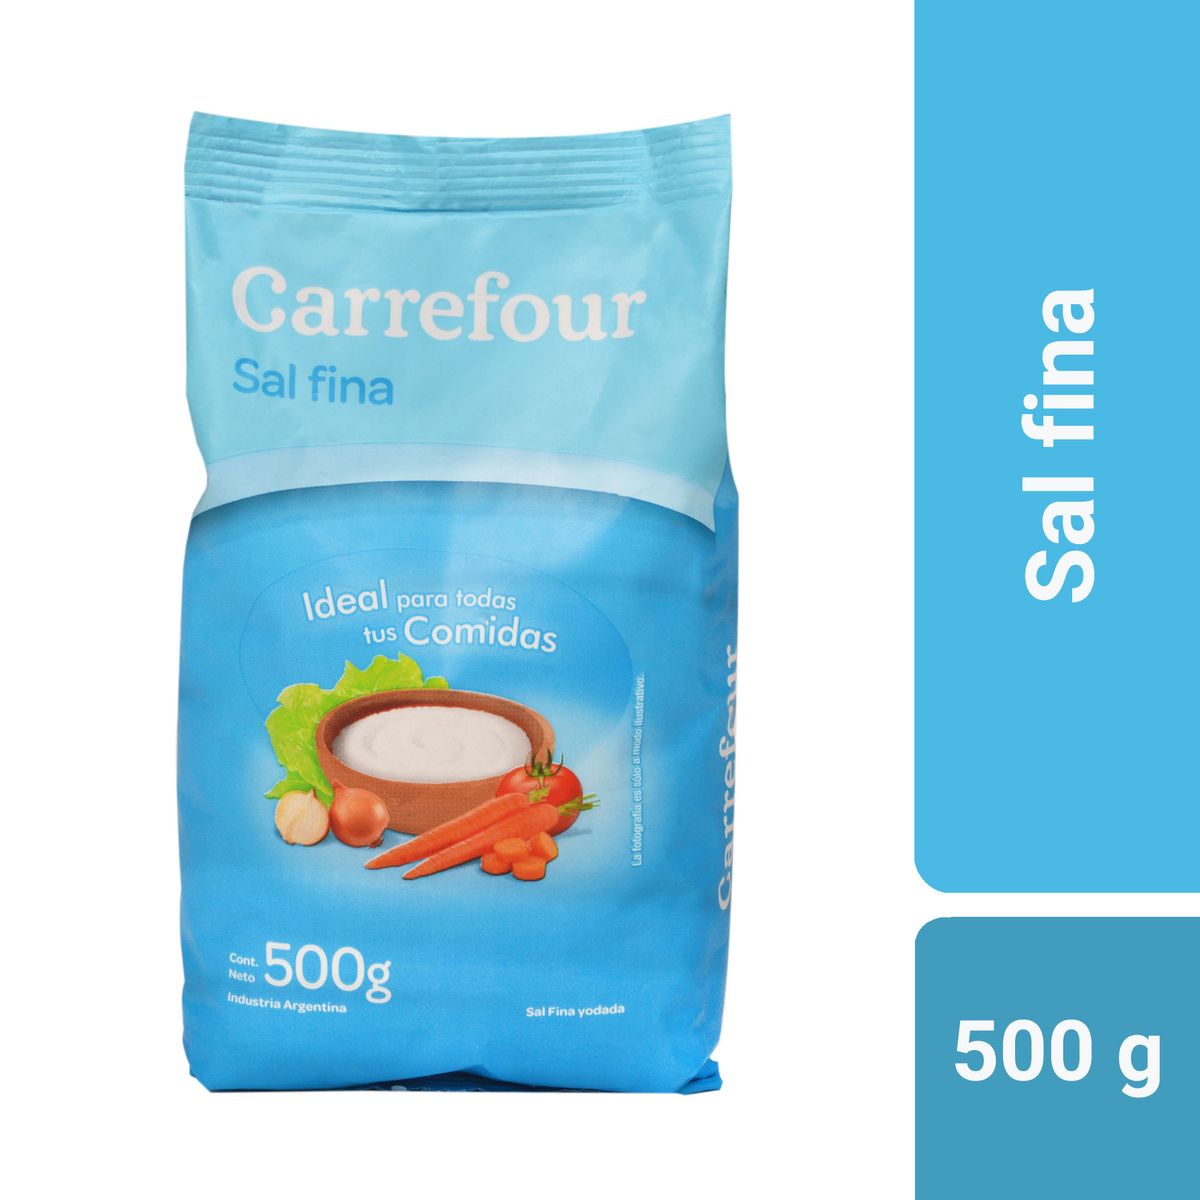 Carrefour
Sal fina
Ideal para todas
tus Comidas
La fotografía es sólo a modo ilustrativo.
Carrefour
Cont.
Neto 500g
Industria Argentina
Sal Fina yodada
Sal fina
500 g